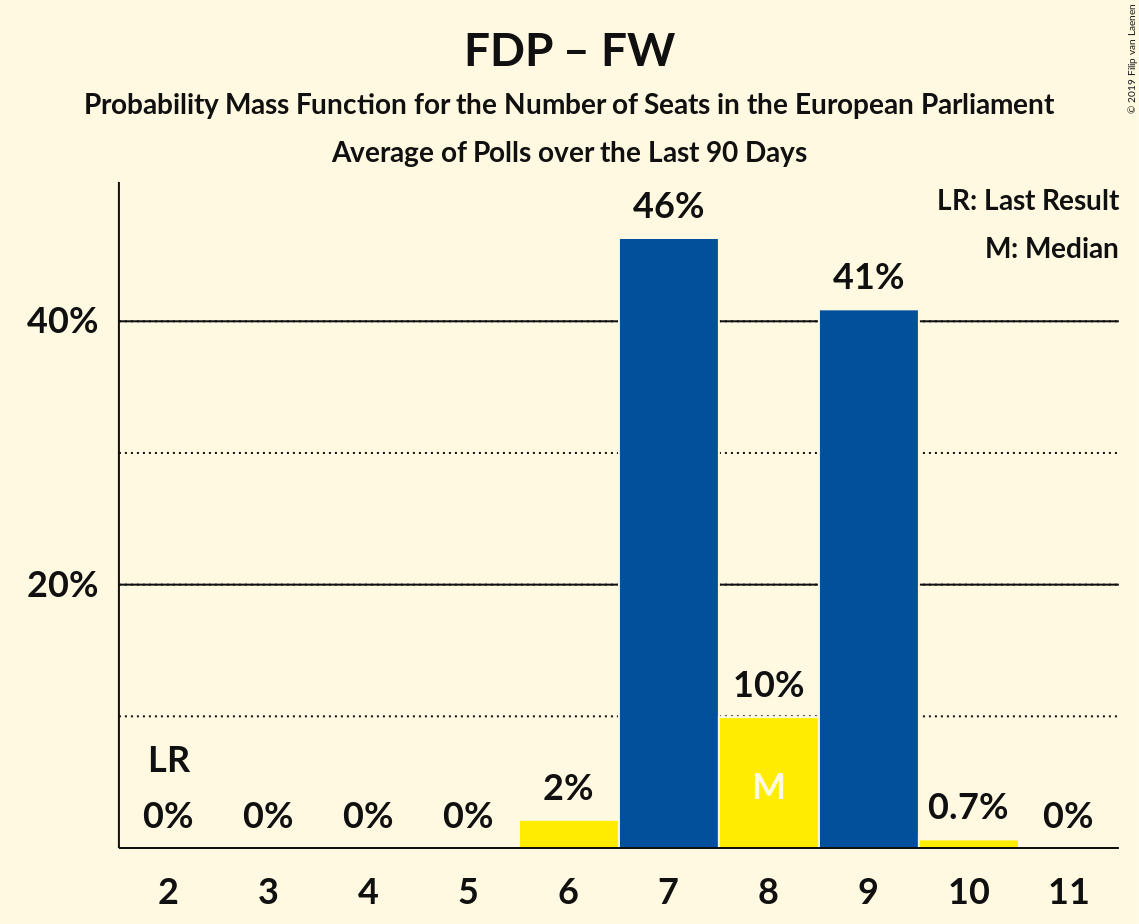 FDP – FW
Probability Mass Function for the Number of Seats in the European Parliament
Average of Polls over the Last 90 Days
© 2019 Filip van Laenen
LR: Last Result
M: Median
46%
41%
40%
20%
10%
LR
M
0%
0%
0%
0%
2%
0.7%
0%
2
3
4
5
6
7
8
9
10
11